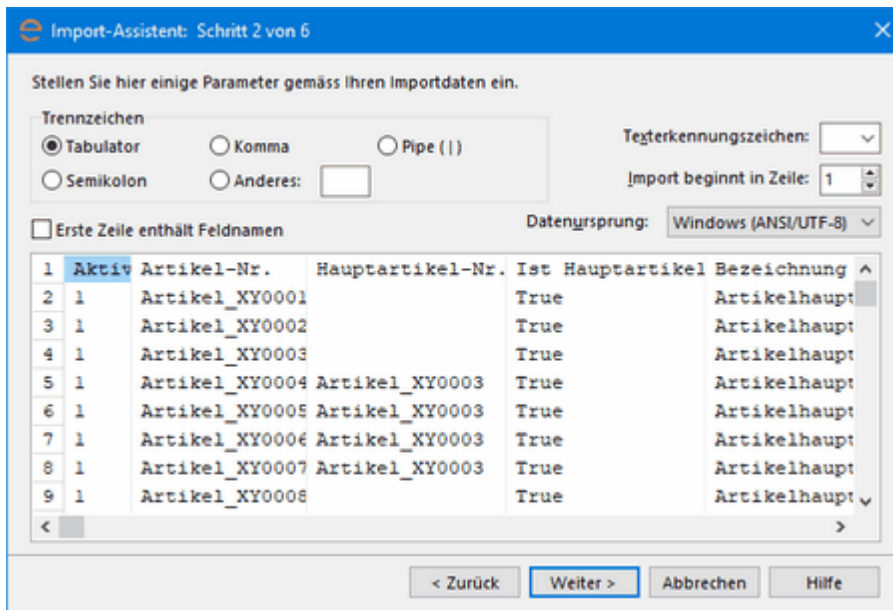 Import-Assistent: Schritt 2 von 6
Stellen Sie hier einige Parameter gemäss Ihren Importdaten ein.
Trennzeichen
Tabulator Komma Pipe ( | ) Texterkennungszeichen:
Semikolon Anderes: Import beginnt in Zeile: 1
Erste Zeile enthält Feldnamen Datenursprung: Windows (ANSI/UTF-8)
1 Aktiv Artikel-Nr. Hauptartikel-Nr. Ist Hauptartikel Bezeichnung
2 1 Artikel_XY0001 True Artikelhaupt
3 1 Artikel_XY0002 True Artikelhaupt
4 1 Artikel_XY0003 True Artikelhaupt
5 1 Artikel_XY0004 Artikel_XY0003 True Artikelhaupt
6 1 Artikel_XY0005 Artikel_XY0003 True Artikelhaupt
7 1 Artikel_XY0006 Artikel_XY0003 True Artikelhaupt
8 1 Artikel_XY0007 Artikel_XY0003 True Artikelhaupt
9 1 Artikel_XY0008 True Artikelhaupt
< Zurück Weiter > Abbrechen Hilfe